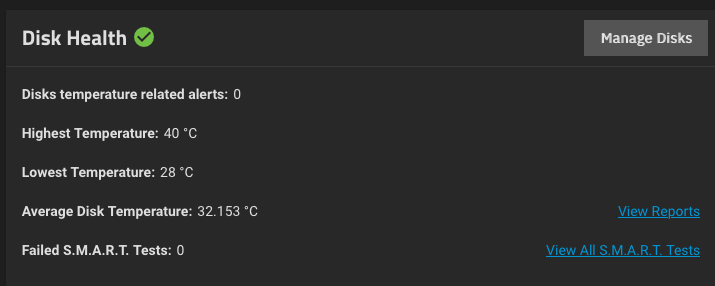 Disk Health
Manage Disks
Disks temperature related alerts: 0
Highest Temperature: 40 °C
Lowest Temperature: 28 °C
Average Disk Temperature: 32.153 °C
View Reports
Failed S.M.A.R.T. Tests: 0
View All S.M.A.R.T. Tests